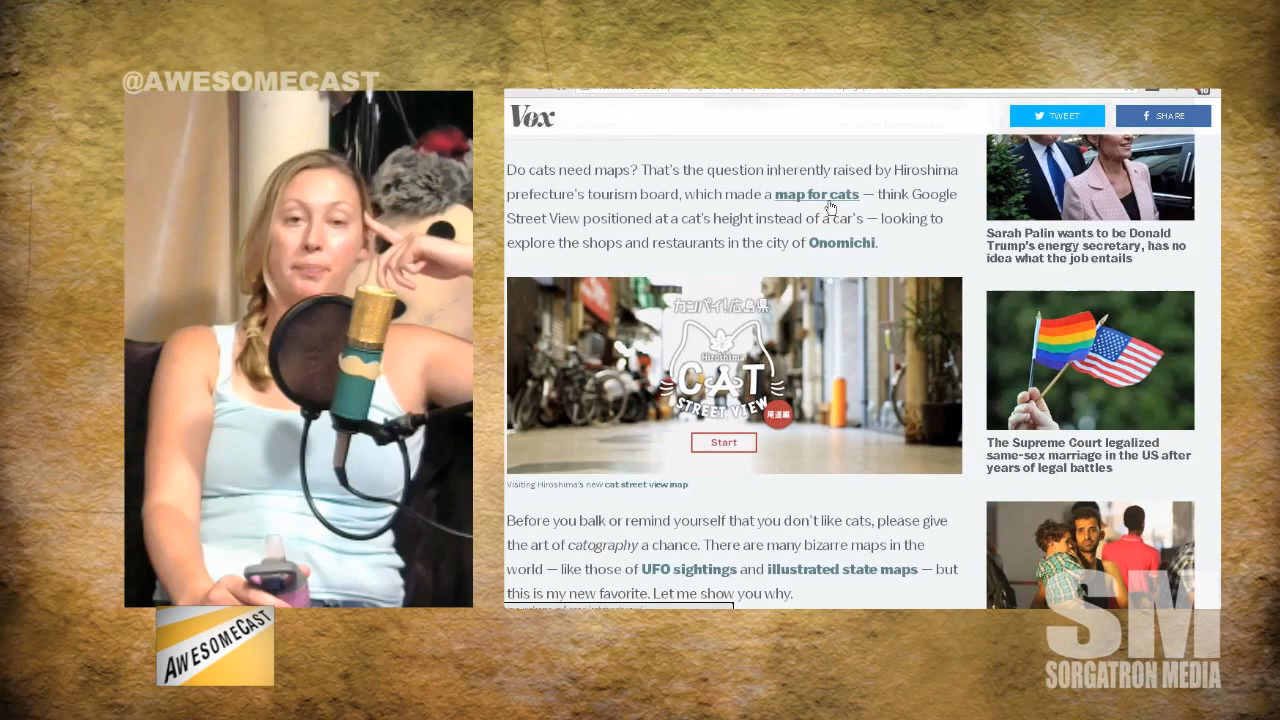 @AWESOMECAST
Vox
TWEET
SHARE
Do cats need maps? That's the question inherently raised by Hiroshima
prefecture's tourism board, which made a map for cats — think Google
Street View positioned at a cat's height instead of a car's — looking to
explore the shops and restaurants in the city of Onomichi.
カンパイ!広島県
Hiroshima
CAT
STREET VIEW
尾道編
Start
Visiting Hiroshima's new cat street view map.
Before you balk or remind yourself that you don't like cats, please give
the art of catography a chance. There are many bizarre maps in the
world — like those of UFO sightings and illustrated state maps — but
this is my new favorite. Let me show you why.
Sarah Palin wants to be Donald
Trump's energy secretary, has no
idea what the job entails
The Supreme Court legalized
same-sex marriage in the US after
years of legal battles
AWESOMECAST
SM
SORGATRON MEDIA